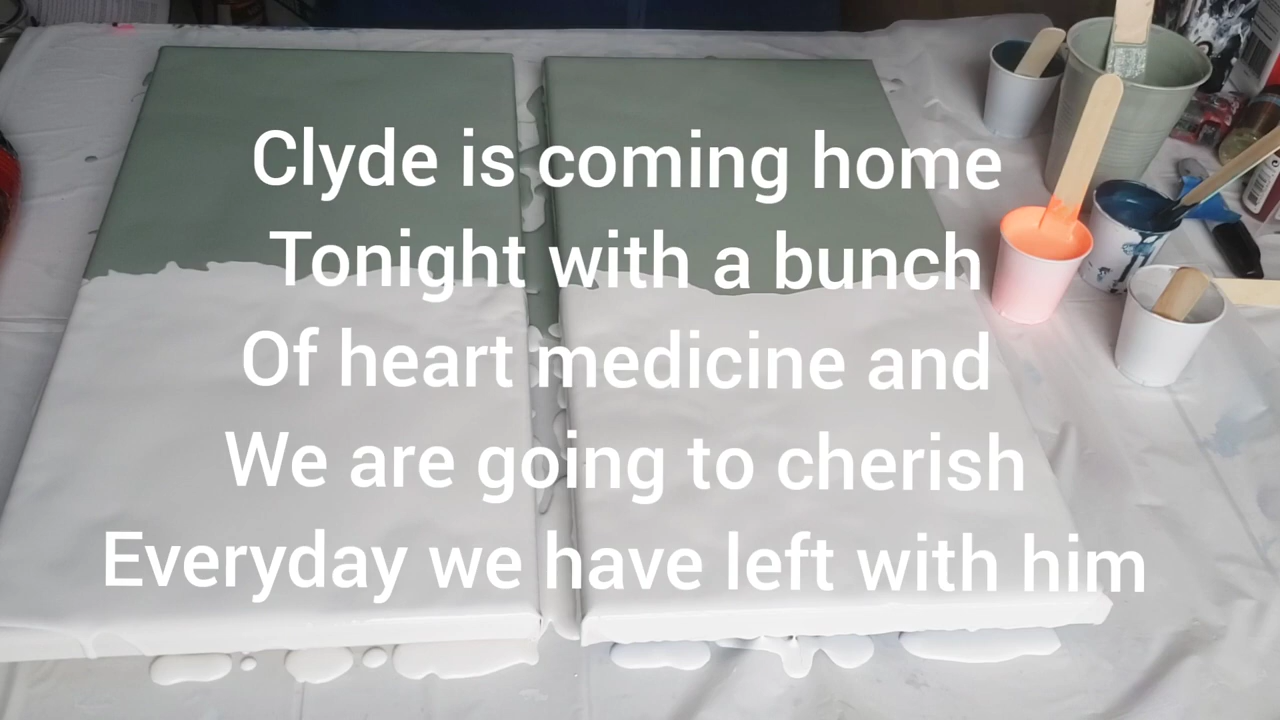 Clyde is coming home
Tonight with a bunch
Of heart medicine and
We are going to cherish
Everyday we have left with him